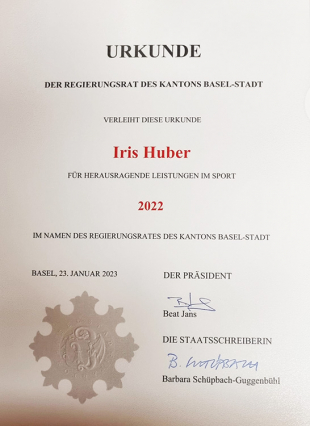 URKUNDE
DER REGIERUNGSRAT DES KANTONS BASEL-STADT
VERLEIHT DIESE URKUNDE
Iris Huber
FÜR HERAUSRAGENDE LEISTUNGEN IM SPORT
2022
IM NAMEN DES REGIERUNGSRATES DES KANTONS BASEL-STADT
BASEL, 23. JANUAR 2023
DER PRÄSIDENT
Beat Jans
DIE STAATSSCHREIBERIN
Barbara Schüpbach-Guggenbühl